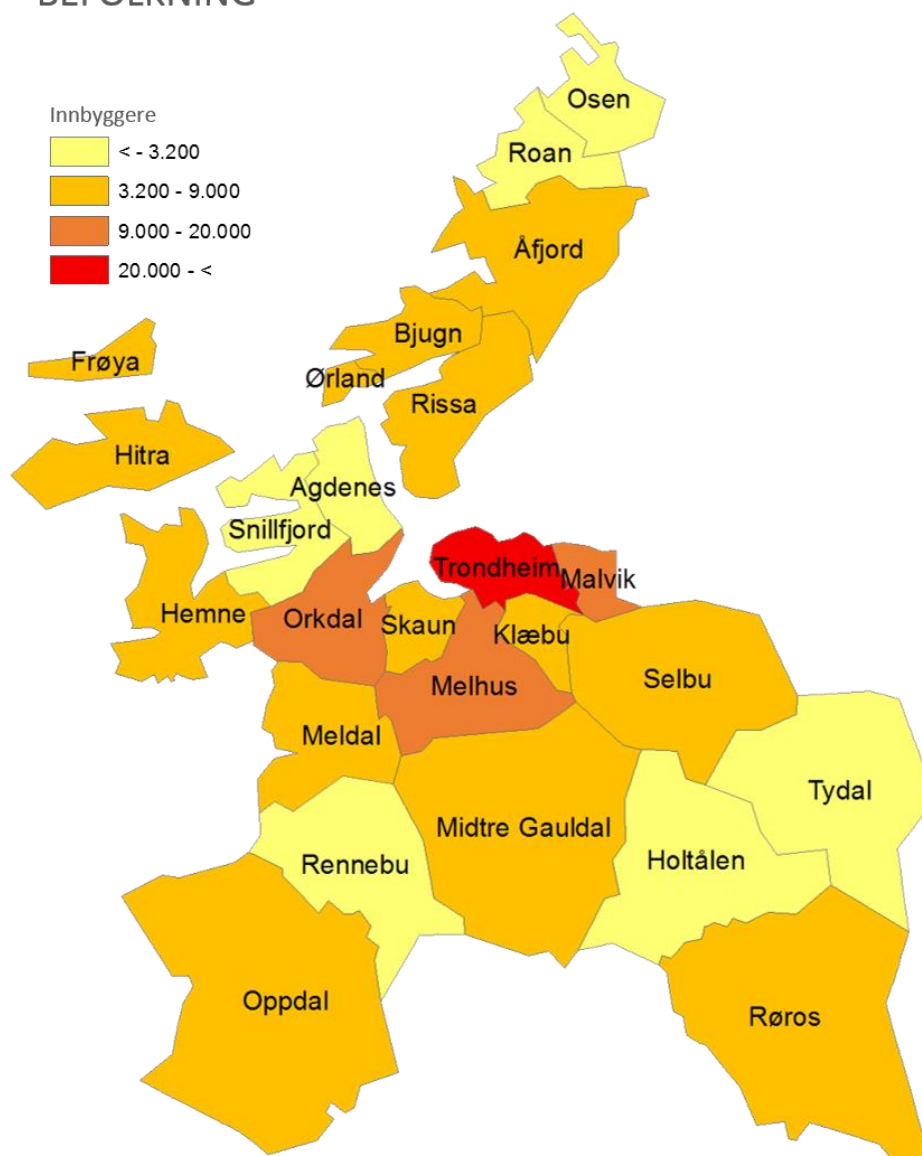 BEFOLKNING
Innbyggere
< - 3.200
3.200 - 9.000
9.000 - 20.000
20.000 - <
Osen
Roan
Åfjord
Bjugn
Frøya
Ørland
Rissa
Hitra
Agdenes
Snillfjord
Trondheim
Malvik
Hemne
Orkdal
Skaun
Klæbu
Melhus
Selbu
Meldal
Tydal
Midtre Gauldal
Rennebu
Holtålen
Oppdal
Røros